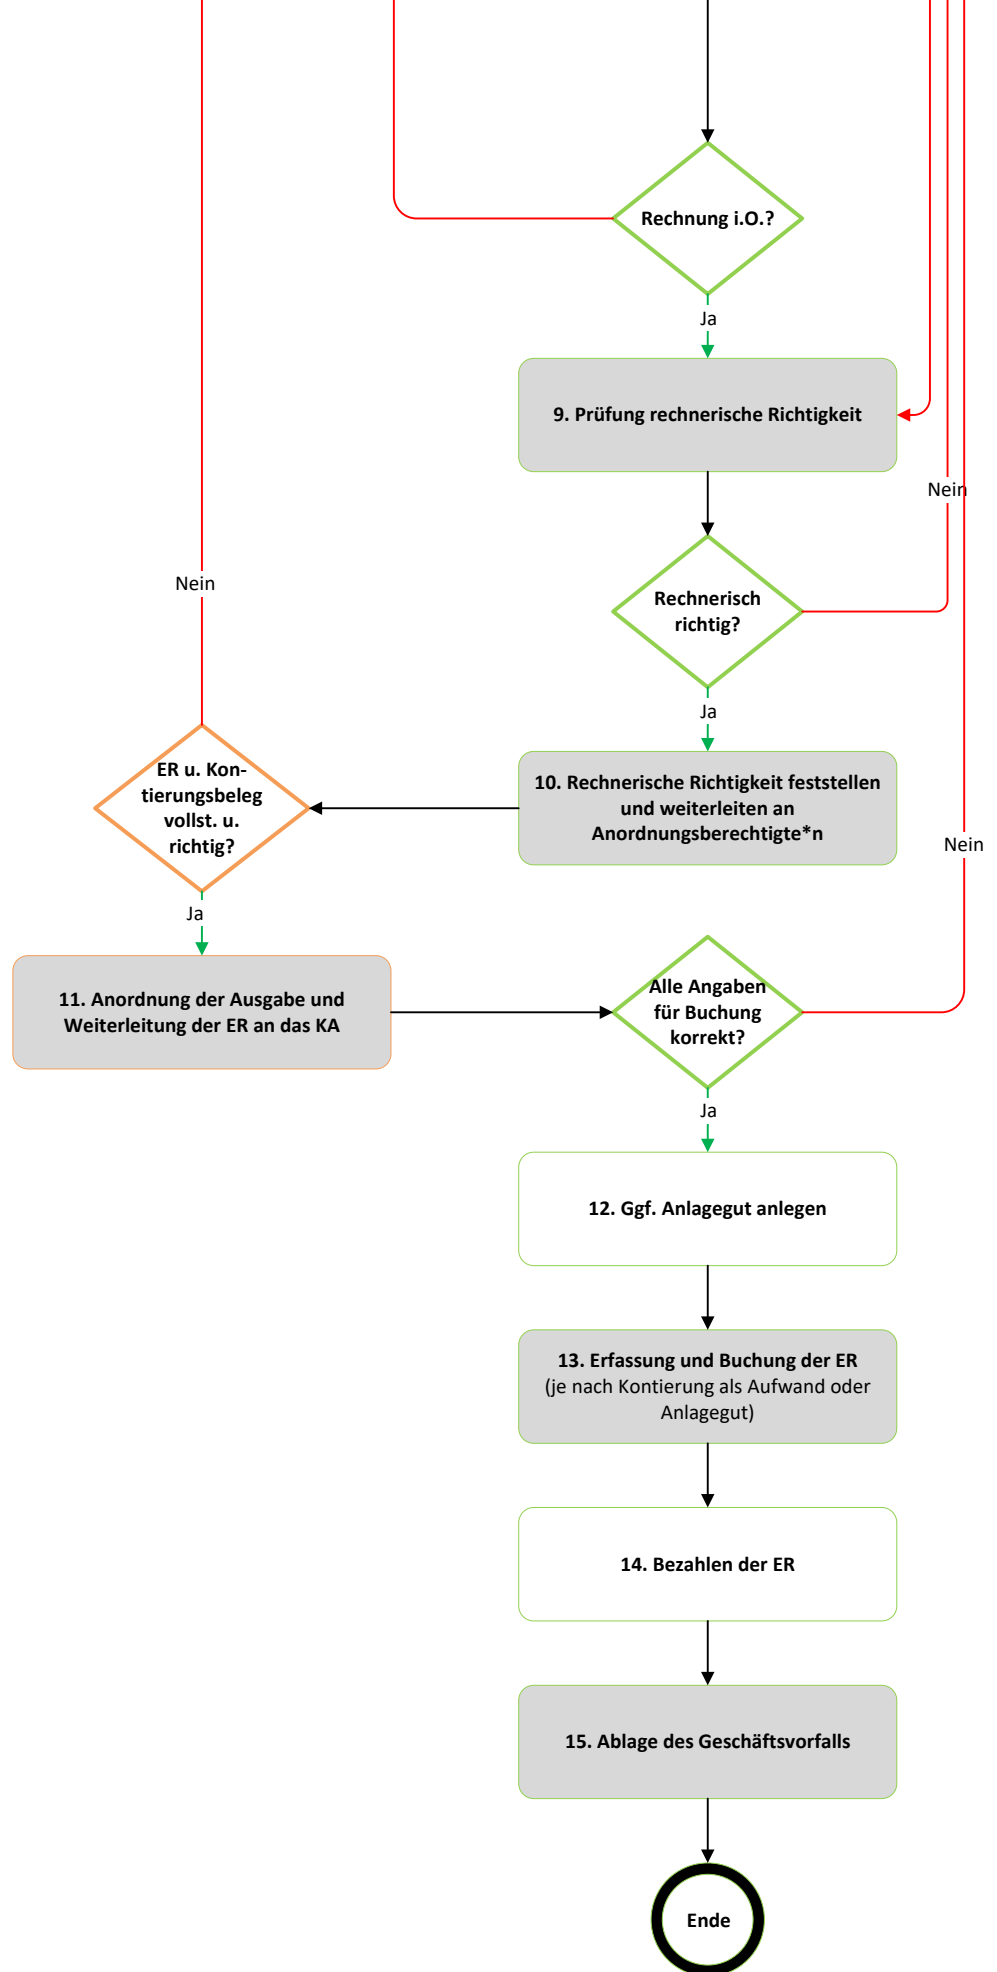 Rechnung i.O.?
Ja
9. Prüfung rechnerische Richtigkeit
Nein
Nein
Rechnerisch
richtig?
Ja
ER u. Kon-
tierungsbeleg
vollst. u.
richtig?
10. Rechnerische Richtigkeit feststellen
und weiterleiten an
Anordnungsberechtigte*n
Nein
Ja
11. Anordnung der Ausgabe und
Weiterleitung der ER an das KA
Alle Angaben
für Buchung
korrekt?
Ja
12. Ggf. Anlagegut anlegen
13. Erfassung und Buchung der ER
(je nach Kontierung als Aufwand oder
Anlagegut)
14. Bezahlen der ER
15. Ablage des Geschäftsvorfalls
Ende